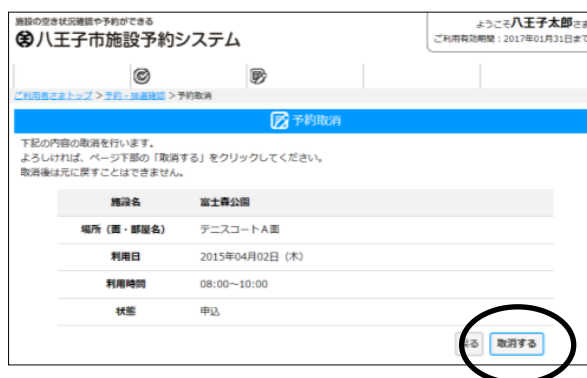 施設の空き状況確認や予約ができる
八王子市施設予約システム
ようこそ八王子太郎さま
ご利用有効期間：2017年01月31日まで
ご利用者さまトップ > 予約・抽選確認 > 予約取消
予約取消
下記の内容の取消を行います。
よろしければ、ページ下部の「取消する」をクリックしてください。
取消後は元に戻すことはできません。
施設名 富士森公園
場所（面・部屋名） テニスコートA面
利用日 2015年04月02日（木）
利用時間 08:00～10:00
状態 申込
戻る 取消する